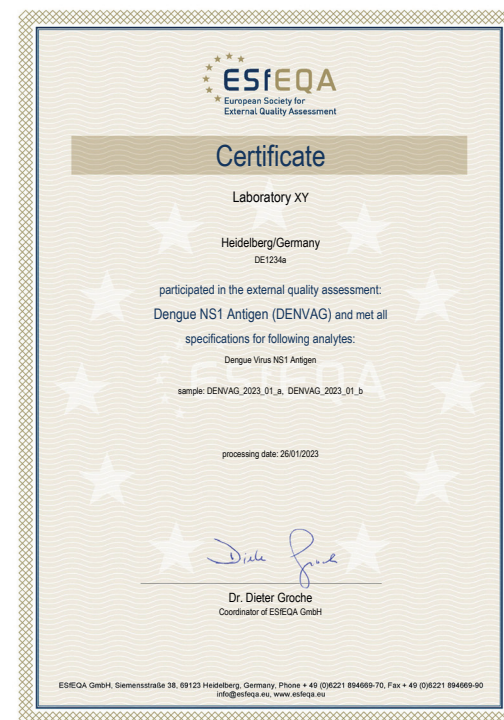 ESfEQA
European Society for
External Quality Assessment
Certificate
Laboratory XY
Heidelberg/Germany
DE1234a
participated in the external quality assessment:
Dengue NS1 Antigen (DENVAG) and met all
specifications for following analytes:
Dengue Virus NS1 Antigen
sample: DENVAG_2023_01_a, DENVAG_2023_01_b
ESfEQA
processing date: 26/01/2023
Dieter Groche
Dr. Dieter Groche
Coordinator of ESfEQA GmbH
ESfEQA GmbH, Siemensstraße 38, 69123 Heidelberg, Germany, Phone + 49 (0)6221 894669-70, Fax + 49 (0)6221 894669-90
info@esfeqa.eu, www.esfeqa.eu